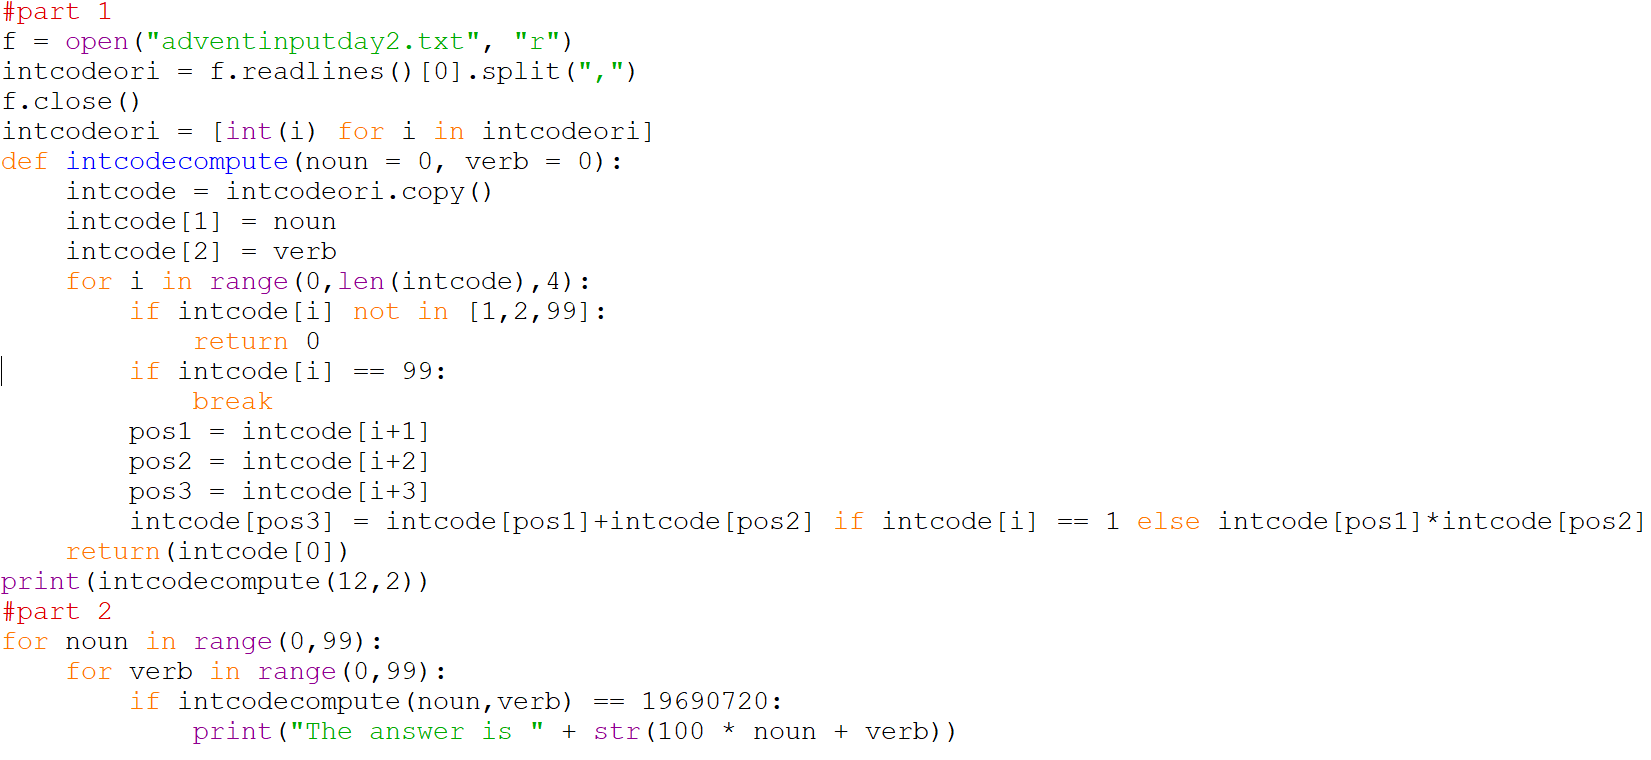 #part 1
f = open("adventinputday2.txt", "r")
intcodeori = f.readlines()[0].split(",")
f.close()
intcodeori = [int(i) for i in intcodeori]
def intcodecompute(noun = 0, verb = 0):
    intcode = intcodeori.copy()
    intcode[1] = noun
    intcode[2] = verb
    for i in range(0,len(intcode),4):
        if intcode[i] not in [1,2,99]:
            return 0
        if intcode[i] == 99:
            break
        pos1 = intcode[i+1]
        pos2 = intcode[i+2]
        pos3 = intcode[i+3]
        intcode[pos3] = intcode[pos1]+intcode[pos2] if intcode[i] == 1 else intcode[pos1]*intcode[pos2]
    return(intcode[0])
print(intcodecompute(12,2))
#part 2
for noun in range(0,99):
    for verb in range(0,99):
        if intcodecompute(noun,verb) == 19690720:
            print("The answer is " + str(100 * noun + verb))